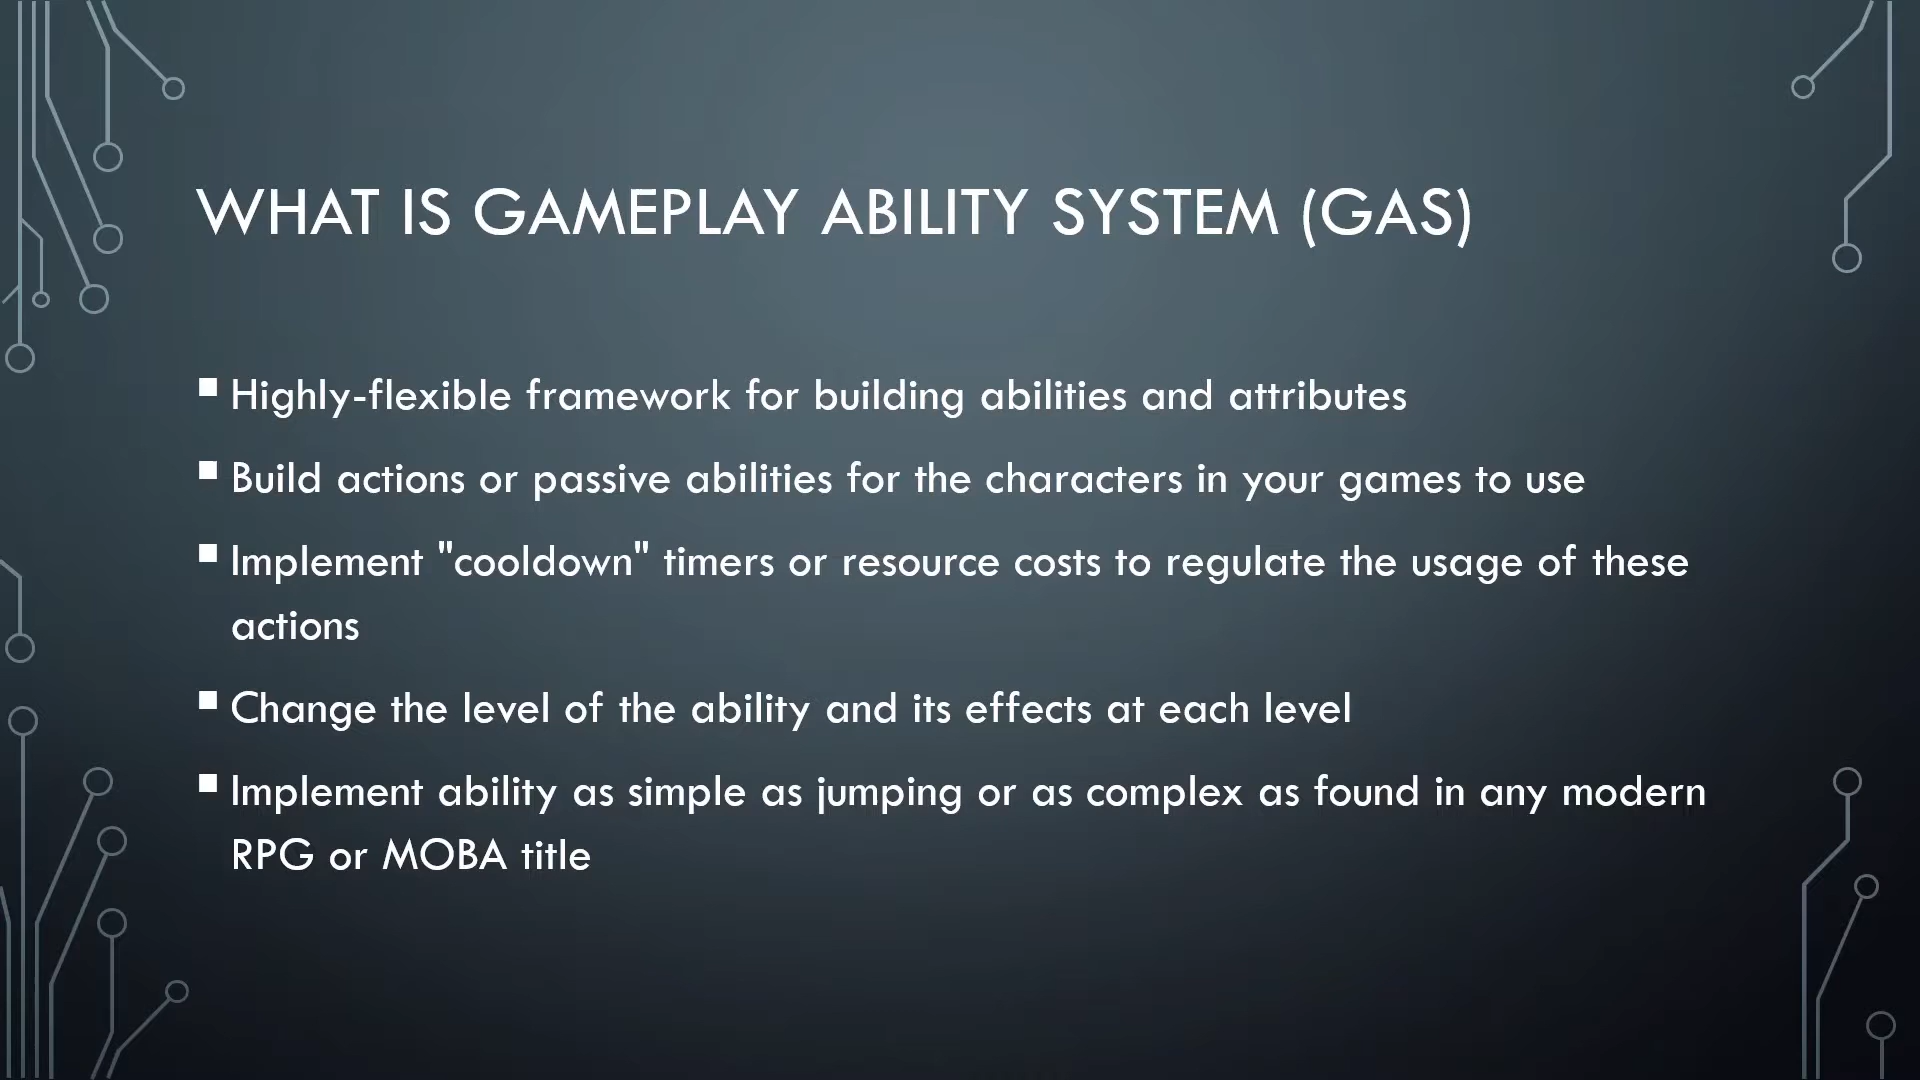 WHAT IS GAMEPLAY ABILITY SYSTEM (GAS)
Highly-flexible framework for building abilities and attributes
Build actions or passive abilities for the characters in your games to use
Implement "cooldown" timers or resource costs to regulate the usage of these
actions
Change the level of the ability and its effects at each level
Implement ability as simple as jumping or as complex as found in any modern
RPG or MOBA title